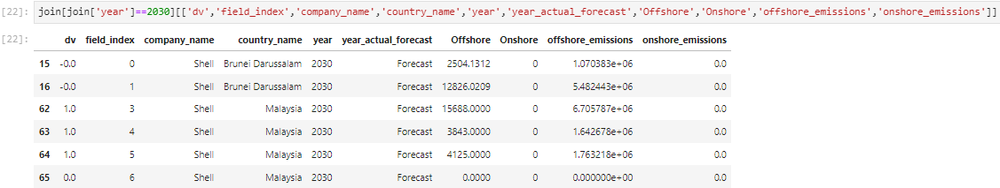 [22]: join[join['year']==2030][['dv','field_index','company_name','country_name','year','year_actual_forecast','Offshore','Onshore','offshore_emissions','onshore_emissions']]
[22]: dv field_index company_name country_name year year_actual_forecast Offshore Onshore offshore_emissions onshore_emissions
15 -0.0 0 Shell Brunei Darussalam 2030 Forecast 2504.1312 0 1.070383e+06 0.0
16 -0.0 1 Shell Brunei Darussalam 2030 Forecast 12826.0209 0 5.482443e+06 0.0
62 1.0 3 Shell Malaysia 2030 Forecast 15688.0000 0 6.705787e+06 0.0
63 1.0 4 Shell Malaysia 2030 Forecast 3843.0000 0 1.642678e+06 0.0
64 1.0 5 Shell Malaysia 2030 Forecast 4125.0000 0 1.763218e+06 0.0
65 0.0 6 Shell Malaysia 2030 Forecast 0.0000 0 0.000000e+00 0.0